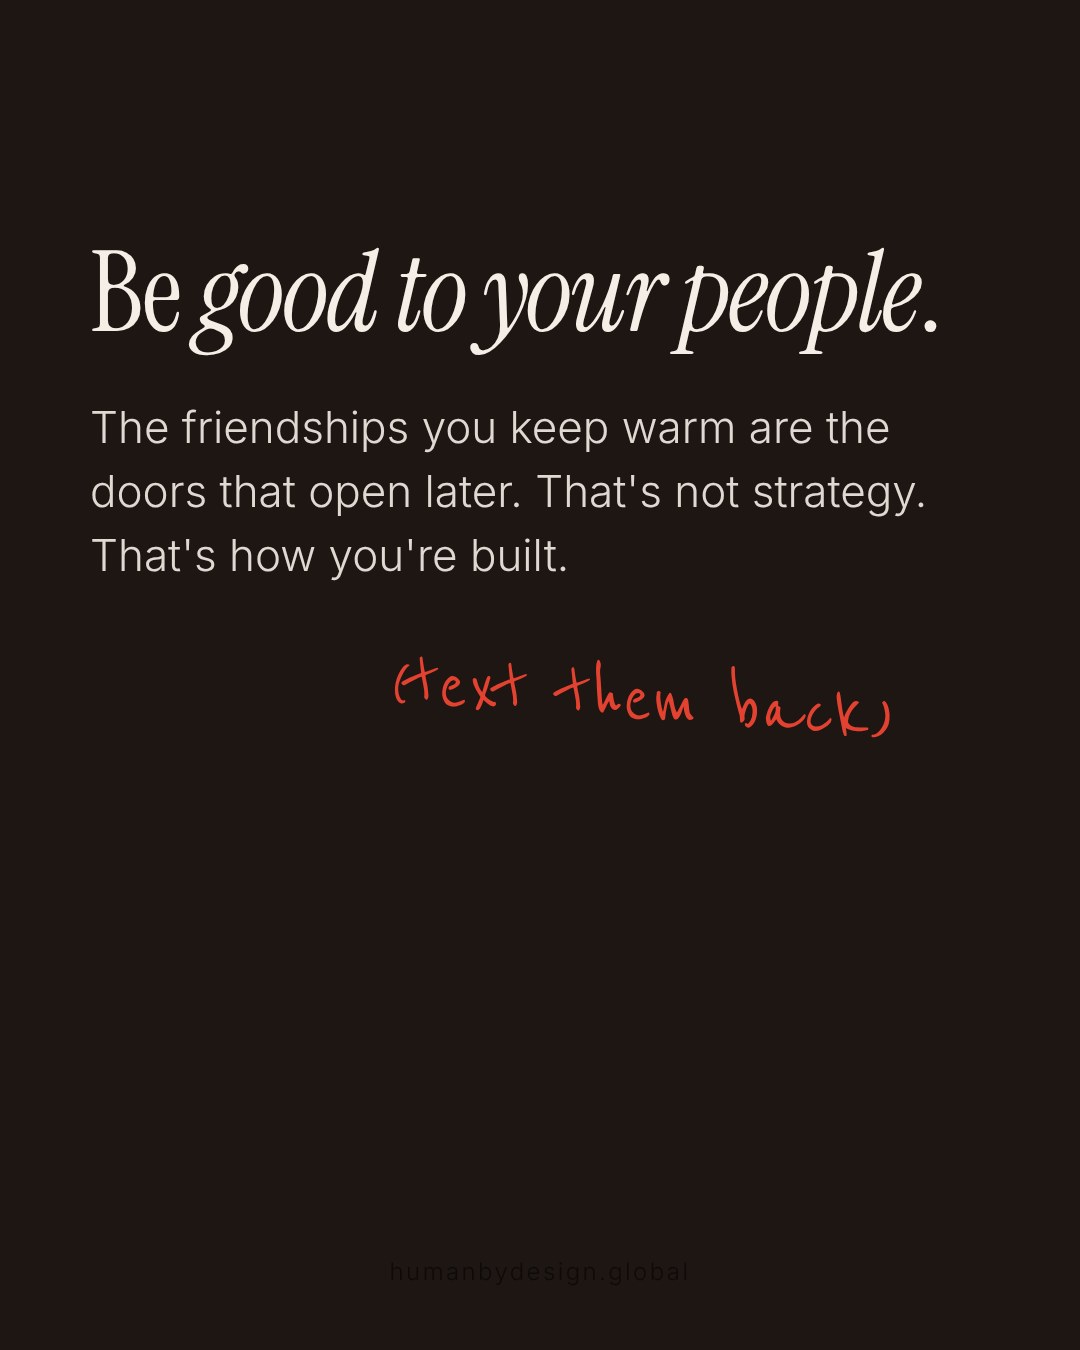 Be good to your people.
The friendships you keep warm are the
doors that open later. That's not strategy.
That's how you're built.
(text them back)
humanbydesign.global